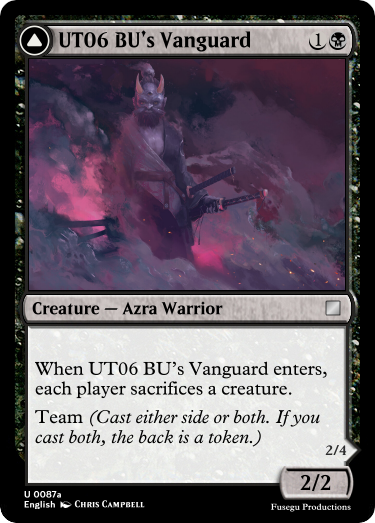 UT06 BU's Vanguard 1
Creature — Azra Warrior
When UT06 BU's Vanguard enters,
each player sacrifices a creature.
Team (Cast either side or both. If you
cast both, the back is a token.)
2/4
2/2
U 0087a
English Chris Campbell
Fusegu Productions